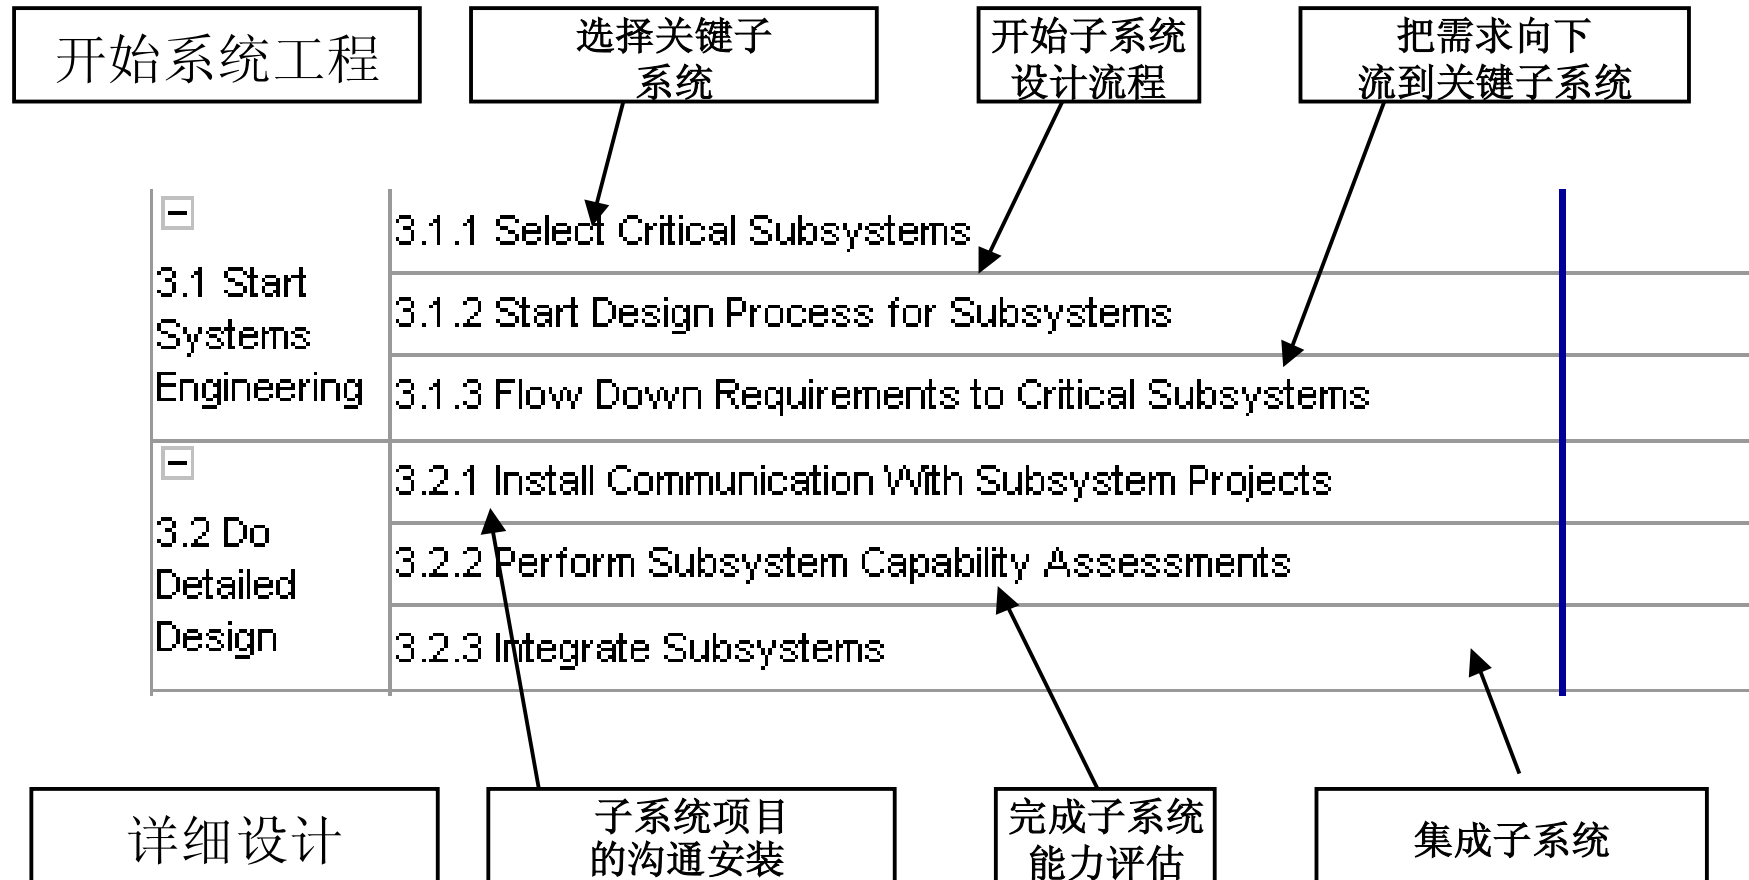 开始系统工程
选择关键子
系统
开始子系统
设计流程
把需求向下
流到关键子系统
3.1 Start
Systems
Engineering
3.1.1 Select Critical Subsystems
3.1.2 Start Design Process for Subsystems
3.1.3 Flow Down Requirements to Critical Subsystems
3.2 Do
Detailed
Design
3.2.1 Install Communication With Subsystem Projects
3.2.2 Perform Subsystem Capability Assessments
3.2.3 Integrate Subsystems
详细设计
子系统项目
的沟通安装
完成子系统
能力评估
集成子系统